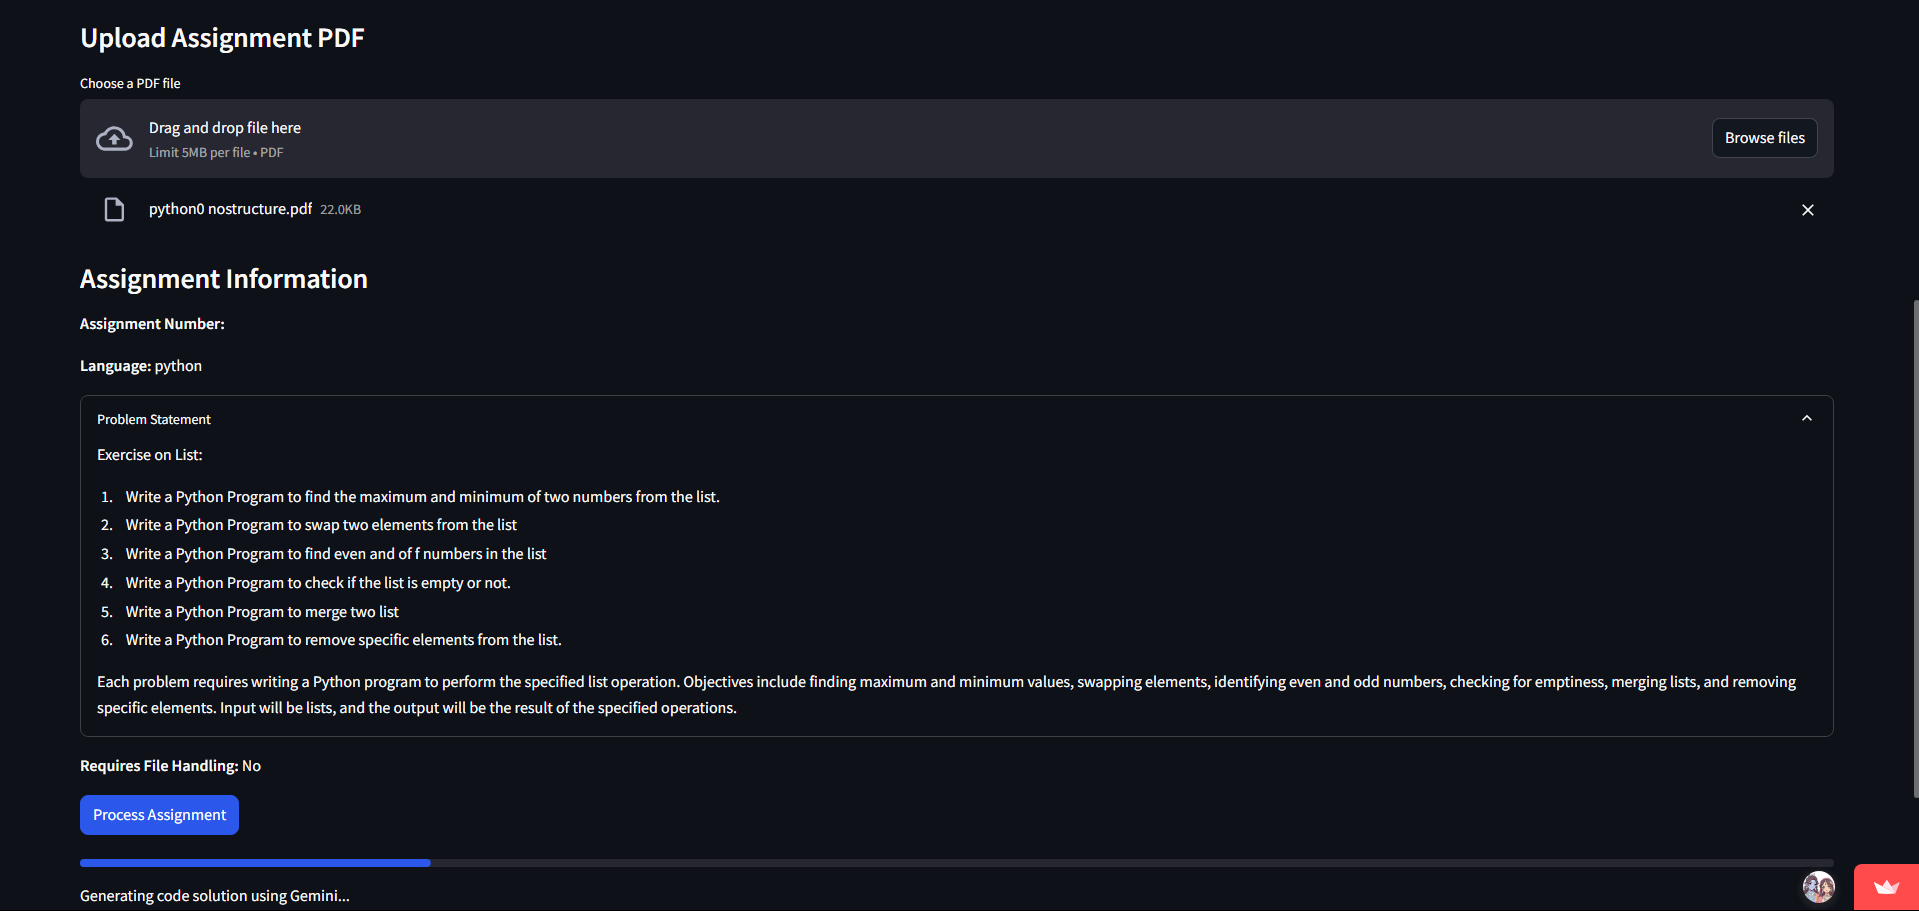 Upload Assignment PDF
Choose a PDF file
Drag and drop file here
Limit 5MB per file • PDF
Browse files
python0 nostructure.pdf 22.0KB
Assignment Information
Assignment Number:
Language: python
Problem Statement
Exercise on List:
1. Write a Python Program to find the maximum and minimum of two numbers from the list.
2. Write a Python Program to swap two elements from the list
3. Write a Python Program to find even and of f numbers in the list
4. Write a Python Program to check if the list is empty or not.
5. Write a Python Program to merge two list
6. Write a Python Program to remove specific elements from the list.
Each problem requires writing a Python program to perform the specified list operation. Objectives include finding maximum and minimum values, swapping elements, identifying even and odd numbers, checking for emptiness, merging lists, and removing
specific elements. Input will be lists, and the output will be the result of the specified operations.
Requires File Handling: No
Process Assignment
Generating code solution using Gemini...